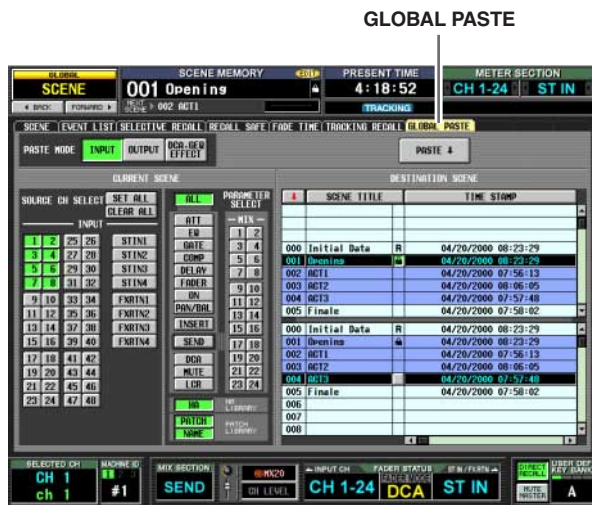 GLOBAL PASTE
GLOBAL SCENE MEMORY EDIT PRESENT TIME METER SECTION
SCENE 001 Opening 4:18:52 CH 1-24 ST IN
BACK FORWARD NEXT SCENE 002 ACT1 TRACKING
SCENE EVENT LIST SELECTIVE RECALL RECALL SAFE FADE TIME TRACKING RECALL GLOBAL PASTE
PASTE MODE INPUT OUTPUT DCA.GEQ EFFECT PASTE
CURRENT SCENE DESTINATION SCENE
SOURCE CH SELECT SET ALL ALL PARAMETER SELECT SCENE TITLE TIME STAMP
CLEAR ALL
INPUT ATT MIX
1 2 25 26 STIN1 EQ 1 2
3 4 27 28 STIN2 GATE 3 4
5 6 29 30 STIN3 COMP 5 6
7 8 31 32 STIN4 DELAY 7 8
9 10 33 34 FXRTN1 FADER 9 10
11 12 35 36 FXRTN2 ON 11 12
13 14 37 38 FXRTN3 PAN/BAL 13 14
15 16 39 40 FXRTN4 INSERT 15 16
17 18 41 42 SEND 17 18
19 20 43 44 DCA 19 20
21 22 45 46 MUTE 21 22
23 24 47 48 LCR 23 24
HA HA LIBRARY
PATCH PATCH LIBRARY
NAME
000 Initial Data R 04/20/2000 08:23:29
001 Opening 04/20/2000 08:23:29
002 ACT1 04/20/2000 07:56:13
003 ACT2 04/20/2000 08:06:05
004 ACT3 04/20/2000 07:57:48
005 Finale 04/20/2000 07:58:02
000 Initial Data R 04/20/2000 08:23:29
001 Opening 04/20/2000 08:23:29
002 ACT1 04/20/2000 07:56:13
003 ACT2 04/20/2000 08:06:05
004 ACT3 04/20/2000 07:57:48
005 Finale 04/20/2000 07:58:02
006
007
008
SELECTED CH MACHINE ID MIX SECTION INPUT CH FADER STATUS ST IN / FXRTN USER DEF KEY BANK
CH 1 #1 SEND MX20 CH 1-24 FADER MODE ST IN DIRECT RECALL
ch 1 CH LEVEL DCA MUTE MASTER A